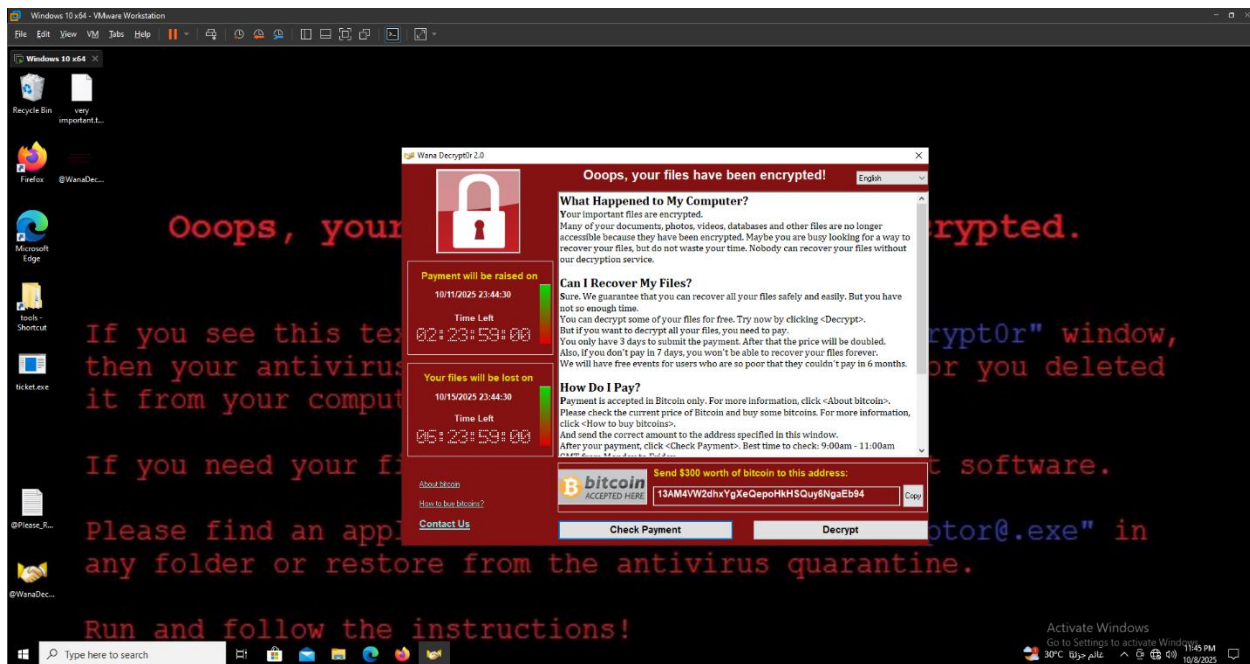 Windows 10 x64 - VMware Workstation
File Edit View VM Tabs Help
Windows 10 x64
Recycle Bin
very
important.t...
Firefox
@WanaDec...
Microsoft
Edge
tools -
Shortcut
ticket.exe
@Please_R...
@WanaDec...
Ooops, your
rypted.
If you see this tex
rypt0r" window,
then your antivirus
or you deleted
it from your comput
If you need your fi
t software.
Please find an appl
ptor@.exe" in
any folder or restore from the antivirus quarantine.
Run and follow the instructions!
Wana Decrypt0r 2.0
Ooops, your files have been encrypted!
English
Payment will be raised on
10/11/2025 23:44:30
Time Left
02:23:59:00
Your files will be lost on
10/15/2025 23:44:30
Time Left
06:23:59:00
About bitcoin
How to buy bitcoins?
Contact Us
What Happened to My Computer?
Your important files are encrypted.
Many of your documents, photos, videos, databases and other files are no longer
accessible because they have been encrypted. Maybe you are busy looking for a way to
recover your files, but do not waste your time. Nobody can recover your files without
our decryption service.
Can I Recover My Files?
Sure. We guarantee that you can recover all your files safely and easily. But you have
not so enough time.
You can decrypt some of your files for free. Try now by clicking <Decrypt>.
But if you want to decrypt all your files, you need to pay.
You only have 3 days to submit the payment. After that the price will be doubled.
Also, if you don't pay in 7 days, you won't be able to recover your files forever.
We will have free events for users who are so poor that they couldn't pay in 6 months.
How Do I Pay?
Payment is accepted in Bitcoin only. For more information, click <About bitcoin>.
Please check the current price of Bitcoin and buy some bitcoins. For more information,
click <How to buy bitcoins>.
And send the correct amount to the address specified in this window.
After your payment, click <Check Payment>. Best time to check: 9:00am - 11:00am
GMT from Monday to Friday.
bitcoin
ACCEPTED HERE
Send $300 worth of bitcoin to this address:
13AM4VW2dhxYgXeQepoHkHSQuy6NgaEb94
Copy
Check Payment
Decrypt
Activate Windows
Go to Settings to activate Windows.
Type here to search
30°C غائم جزئيًا
11:45 PM
10/8/2025